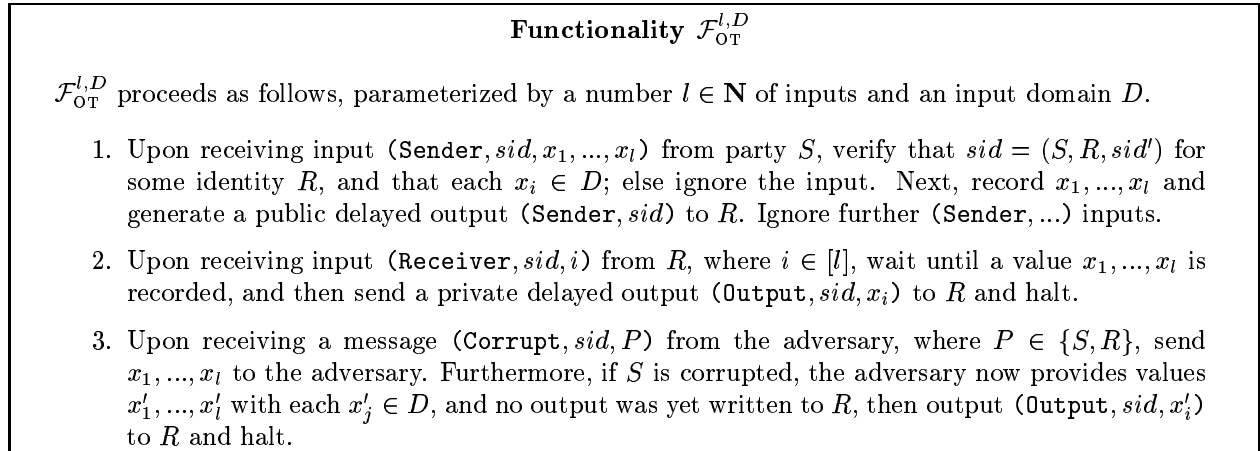 Functionality $\mathcal{F}_{\mathrm{OT}}^{l,D}$
$\mathcal{F}_{\mathrm{OT}}^{l,D}$ proceeds as follows, parameterized by a number $l \in \mathbf{N}$ of inputs and an input domain $D$.
1. Upon receiving input (Sender, $sid, x_1, ..., x_l$) from party $S$, verify that $sid = (S, R, sid')$ for
some identity $R$, and that each $x_i \in D$; else ignore the input. Next, record $x_1, ..., x_l$ and
generate a public delayed output (Sender, $sid$) to $R$. Ignore further (Sender, ...) inputs.
2. Upon receiving input (Receiver, $sid, i$) from $R$, where $i \in [l]$, wait until a value $x_1, ..., x_l$ is
recorded, and then send a private delayed output (Output, $sid, x_i$) to $R$ and halt.
3. Upon receiving a message (Corrupt, $sid, P$) from the adversary, where $P \in \{S, R\}$, send
$x_1, ..., x_l$ to the adversary. Furthermore, if $S$ is corrupted, the adversary now provides values
$x'_1, ..., x'_l$ with each $x'_j \in D$, and no output was yet written to $R$, then output (Output, $sid, x'_i$)
to $R$ and halt.